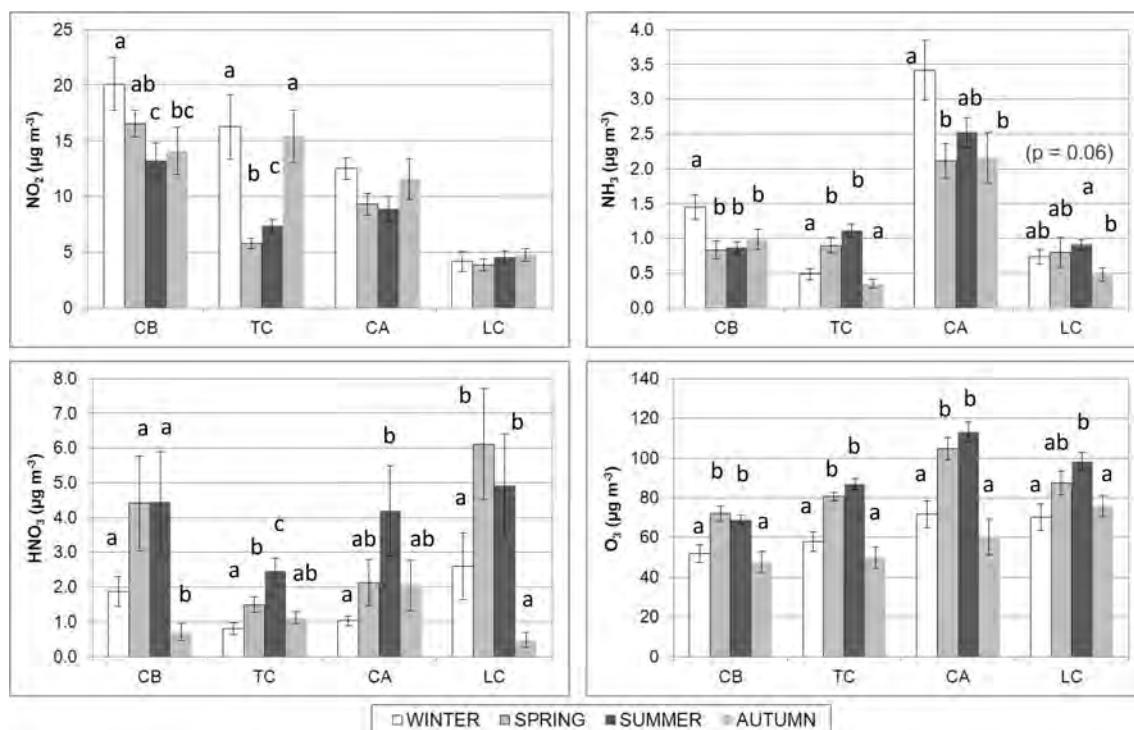 25
20
15
10
5
0
NO2 (µg m-3)
a
ab
c
bc
a
b
c
a
CB TC CA LC
4.0
3.5
3.0
2.5
2.0
1.5
1.0
0.5
0.0
NH3 (µg m-3)
a
b
b
b
a
b
b
a
a
b
ab
b
(p = 0.06)
ab
ab
a
b
CB TC CA LC
8.0
7.0
6.0
5.0
4.0
3.0
2.0
1.0
0.0
HNO3 (µg m-3)
a
a
a
b
a
b
c
ab
a
ab
b
ab
a
b
b
a
CB TC CA LC
140
120
100
80
60
40
20
0
O3 (µg m-3)
a
b
b
a
a
b
b
a
a
b
b
a
a
ab
b
a
CB TC CA LC
WINTER SPRING SUMMER AUTUMN